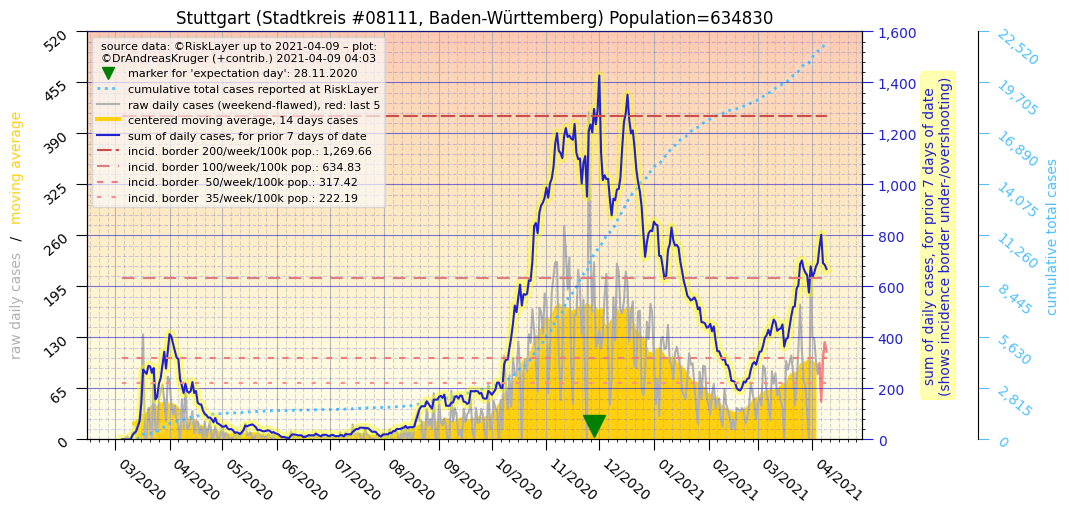 Stuttgart (Stadtkreis #08111, Baden-Württemberg) Population=634830
source data: ©RiskLayer up to 2021-04-09 – plot:
©DrAndreasKruger (+contrib.) 2021-04-09 04:03
marker for 'expectation day': 28.11.2020
cumulative total cases reported at RiskLayer
raw daily cases (weekend-flawed), red: last 5
centered moving average, 14 days cases
sum of daily cases, for prior 7 days of date
incid. border 200/week/100k pop.: 1,269.66
incid. border 100/week/100k pop.: 634.83
incid. border  50/week/100k pop.: 317.42
incid. border  35/week/100k pop.: 222.19
raw daily cases / moving average
520
455
390
325
260
195
130
65
0
03/2020
04/2020
05/2020
06/2020
07/2020
08/2020
09/2020
10/2020
11/2020
12/2020
01/2021
02/2021
03/2021
04/2021
1,600
1,400
1,200
1,000
800
600
400
200
0
sum of daily cases, for prior 7 days of date
(shows incidence border under-/overshooting)
22,520
19,705
16,890
14,075
11,260
8,445
5,630
2,815
0
cumulative total cases